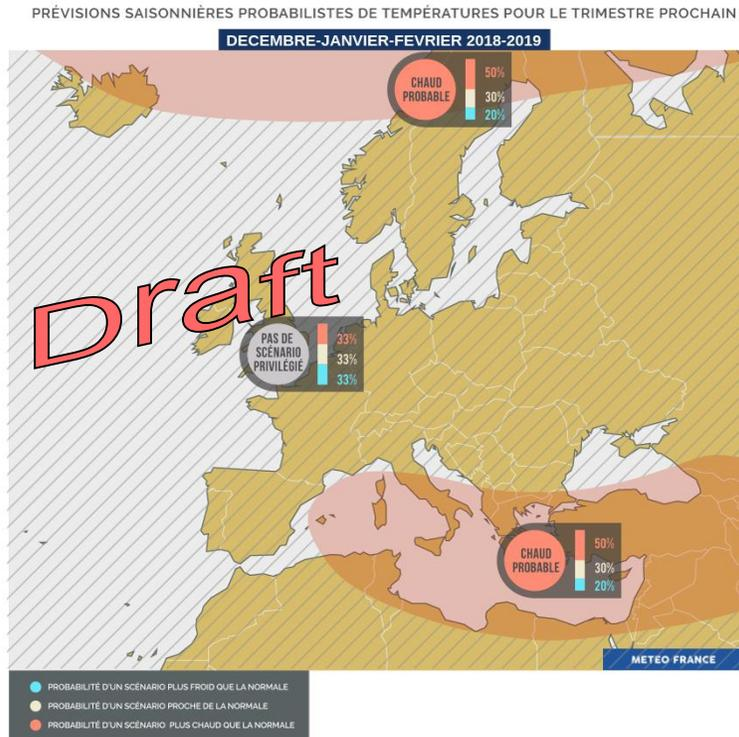 PRÉVISIONS SAISONNIÈRES PROBABILISTES DE TEMPÉRATURES POUR LE TRIMESTRE PROCHAIN
DECEMBRE-JANVIER-FEVRIER 2018-2019
CHAUD
PROBABLE
50%
30%
20%
Draft
PAS DE
SCÉNARIO
PRIVILÉGIÉ
33%
33%
33%
CHAUD
PROBABLE
50%
30%
20%
METEO FRANCE
PROBABILITÉ D'UN SCÉNARIO PLUS FROID QUE LA NORMALE
PROBABILITÉ D'UN SCÉNARIO PROCHE DE LA NORMALE
PROBABILITÉ D'UN SCÉNARIO PLUS CHAUD QUE LA NORMALE